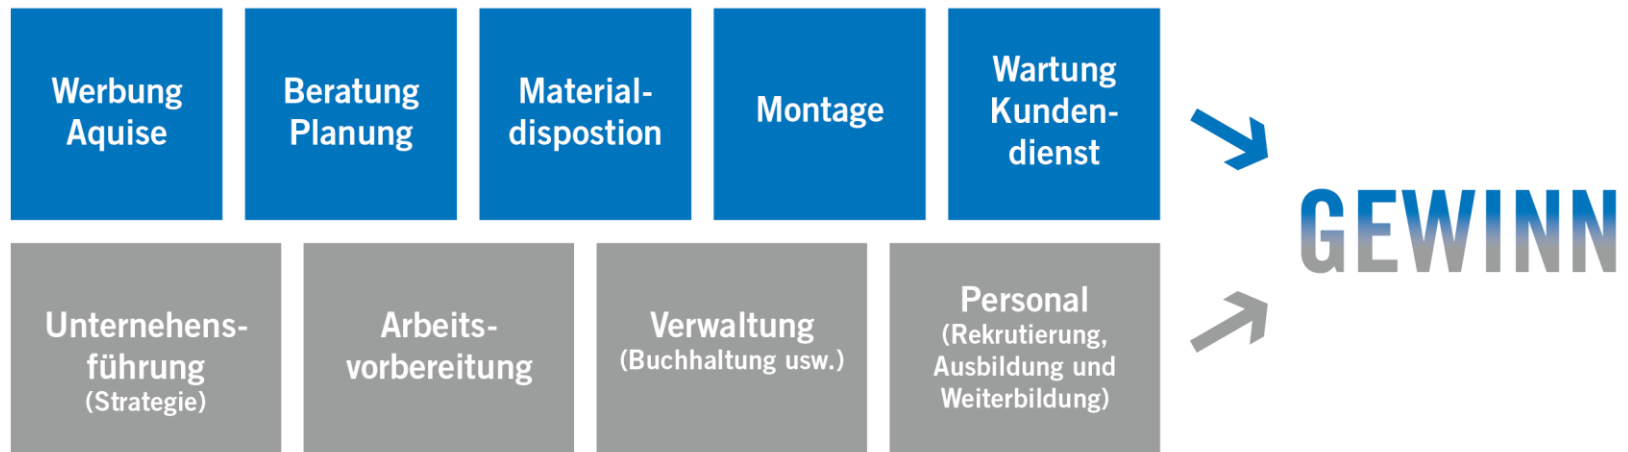 Werbung
Aquise
Beratung
Planung
Material-
dispostion
Montage
Wartung
Kunden-
dienst
GEWINN
Unternehens-
führung
(Strategie)
Arbeits-
vorbereitung
Verwaltung
(Buchhaltung usw.)
Personal
(Rekrutierung,
Ausbildung und
Weiterbildung)